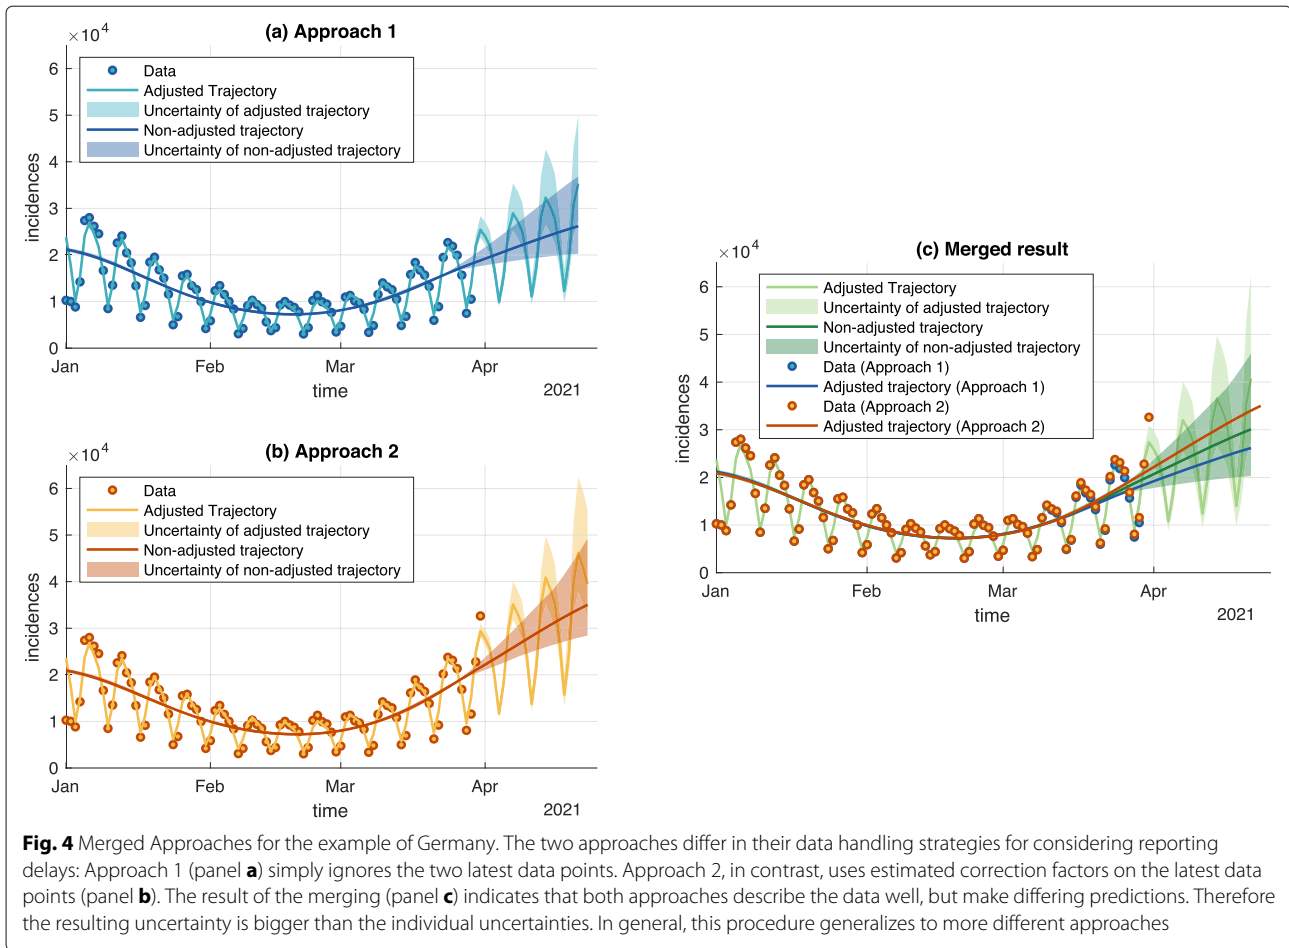 (a) Approach 1
×10⁴
6
5
4
3
2
1
0
incidences
Data
Adjusted Trajectory
Uncertainty of adjusted trajectory
Non-adjusted trajectory
Uncertainty of non-adjusted trajectory
Jan
Feb
Mar
Apr
time
2021
(b) Approach 2
×10⁴
6
5
4
3
2
1
0
incidences
Data
Adjusted Trajectory
Uncertainty of adjusted trajectory
Non-adjusted trajectory
Uncertainty of non-adjusted trajectory
Jan
Feb
Mar
Apr
time
2021
(c) Merged result
×10⁴
6
5
4
3
2
1
0
incidences
Adjusted Trajectory
Uncertainty of adjusted trajectory
Non-adjusted trajectory
Uncertainty of non-adjusted trajectory
Data (Approach 1)
Adjusted trajectory (Approach 1)
Data (Approach 2)
Adjusted trajectory (Approach 2)
Jan
Feb
Mar
Apr
time
2021
Fig. 4 Merged Approaches for the example of Germany. The two approaches differ in their data handling strategies for considering reporting
delays: Approach 1 (panel a) simply ignores the two latest data points. Approach 2, in contrast, uses estimated correction factors on the latest data
points (panel b). The result of the merging (panel c) indicates that both approaches describe the data well, but make differing predictions. Therefore
the resulting uncertainty is bigger than the individual uncertainties. In general, this procedure generalizes to more different approaches